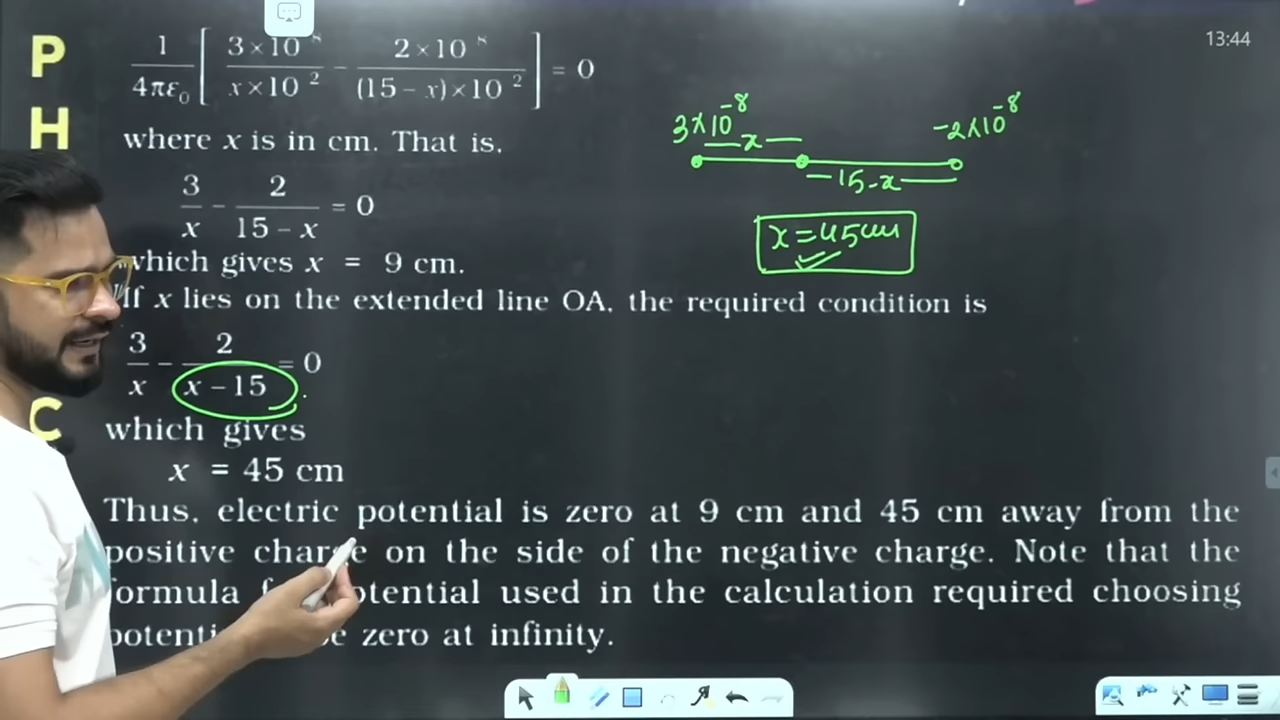 13:44
P
H
C
1/4πε₀ [ 3×10⁻⁸/x×10⁻² − 2×10⁻⁸/(15−x)×10⁻² ] = 0
where x is in cm. That is,
3/x − 2/15−x = 0
which gives x = 9 cm.
If x lies on the extended line OA, the required condition is
3/x − 2/x−15 = 0
which gives
x = 45 cm
Thus, electric potential is zero at 9 cm and 45 cm away from the
positive charge on the side of the negative charge. Note that the
formula potential used in the calculation required choosing
zero at infinity.
3×10⁻⁸
-2×10⁻⁸
x
15-x
x = 45cm